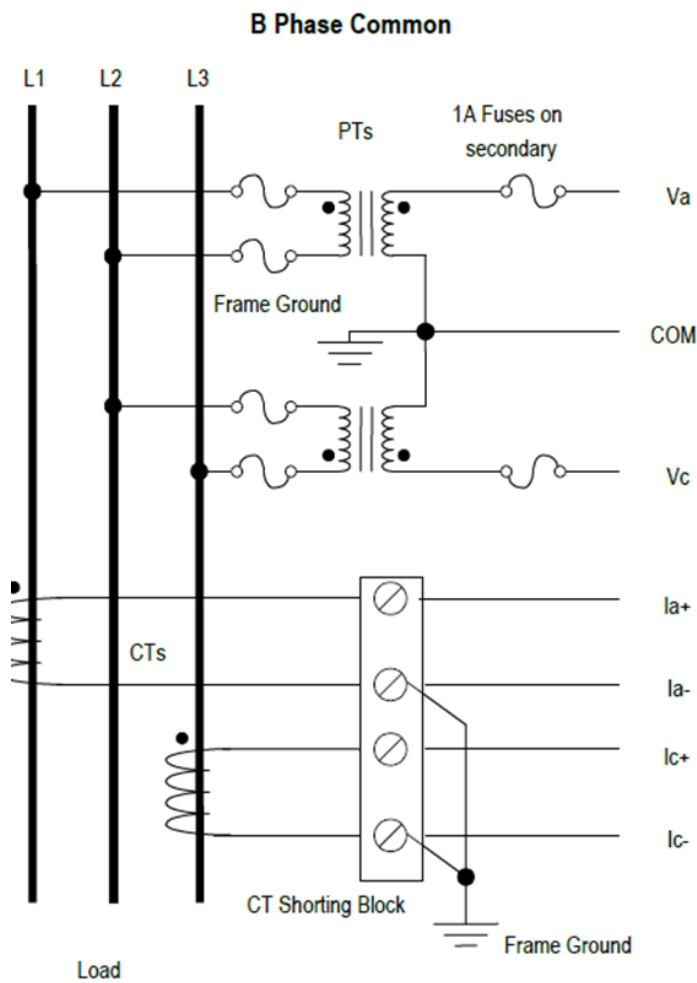 B Phase Common
L1
L2
L3
PTs
1A Fuses on
secondary
Va
Frame Ground
COM
Vc
Ia+
CTs
Ia-
Ic+
Ic-
CT Shorting Block
Frame Ground
Load